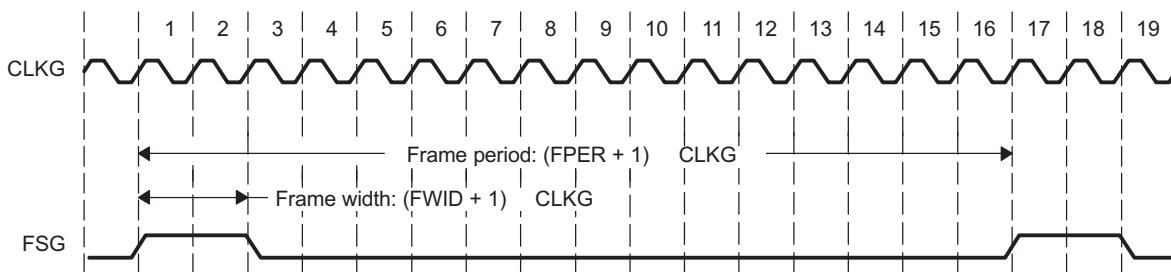 1 2 3 4 5 6 7 8 9 10 11 12 13 14 15 16 17 18 19
CLKG
Frame period: (FPER + 1) CLKG
Frame width: (FWID + 1) CLKG
FSG